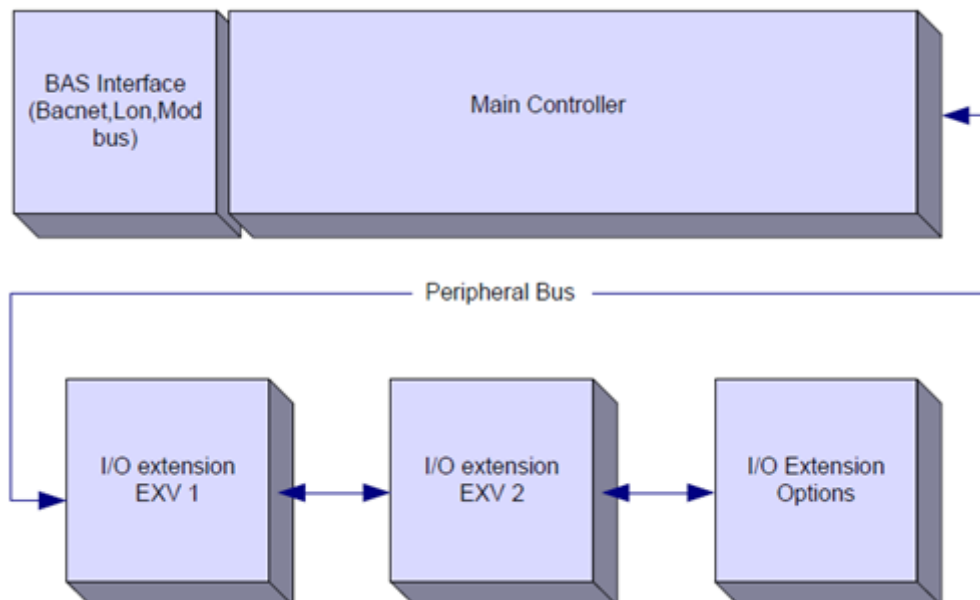 BAS Interface
(Bacnet,Lon,Mod
bus)
Main Controller
Peripheral Bus
I/O extension
EXV 1
I/O extension
EXV 2
I/O Extension
Options